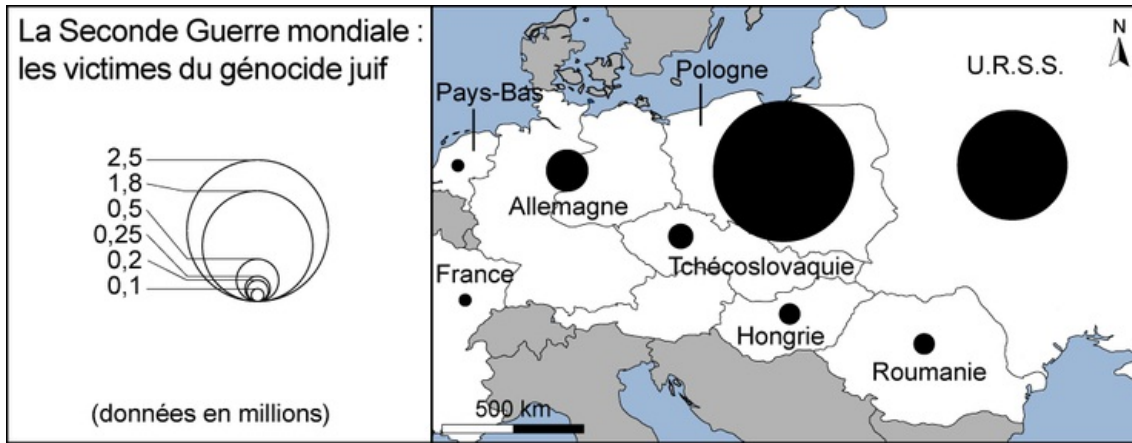 La Seconde Guerre mondiale :
les victimes du génocide juif
2,5
1,8
0,5
0,25
0,2
0,1
(données en millions)
N
U.R.S.S.
Pologne
Pays-Bas
Allemagne
Tchécoslovaquie
France
Hongrie
Roumanie
500 km